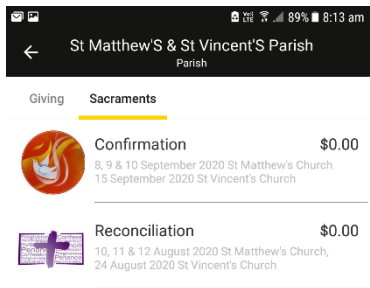 89% 8:13 am
St Matthew'S & St Vincent'S Parish
Parish
Giving Sacraments
Confirmation $0.00
8, 9 & 10 September 2020 St Matthew's Church
15 September 2020 St Vincent's Church
Reconciliation $0.00
10, 11 & 12 August 2020 St Matthew's Church,
24 August 2020 St Vincent's Church